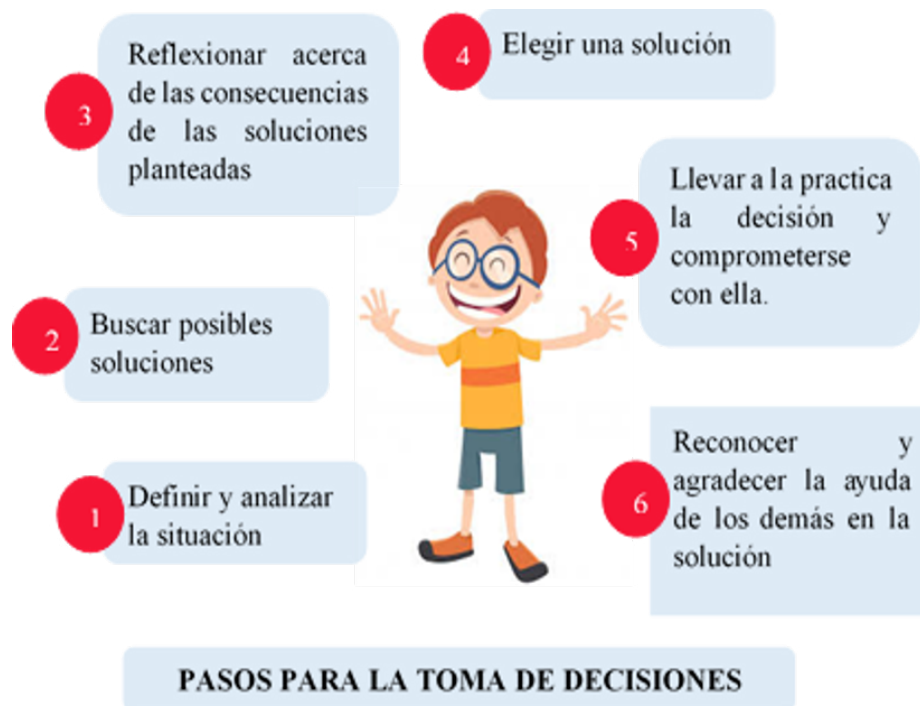 1
Definir y analizar
la situación
2
Buscar posibles
soluciones
3
Reflexionar acerca
de las consecuencias
de las soluciones
planteadas
4
Elegir una solución
5
Llevar a la practica
la decisión y
comprometerse
con ella.
6
Reconocer y
agradecer la ayuda
de los demás en la
solución
PASOS PARA LA TOMA DE DECISIONES